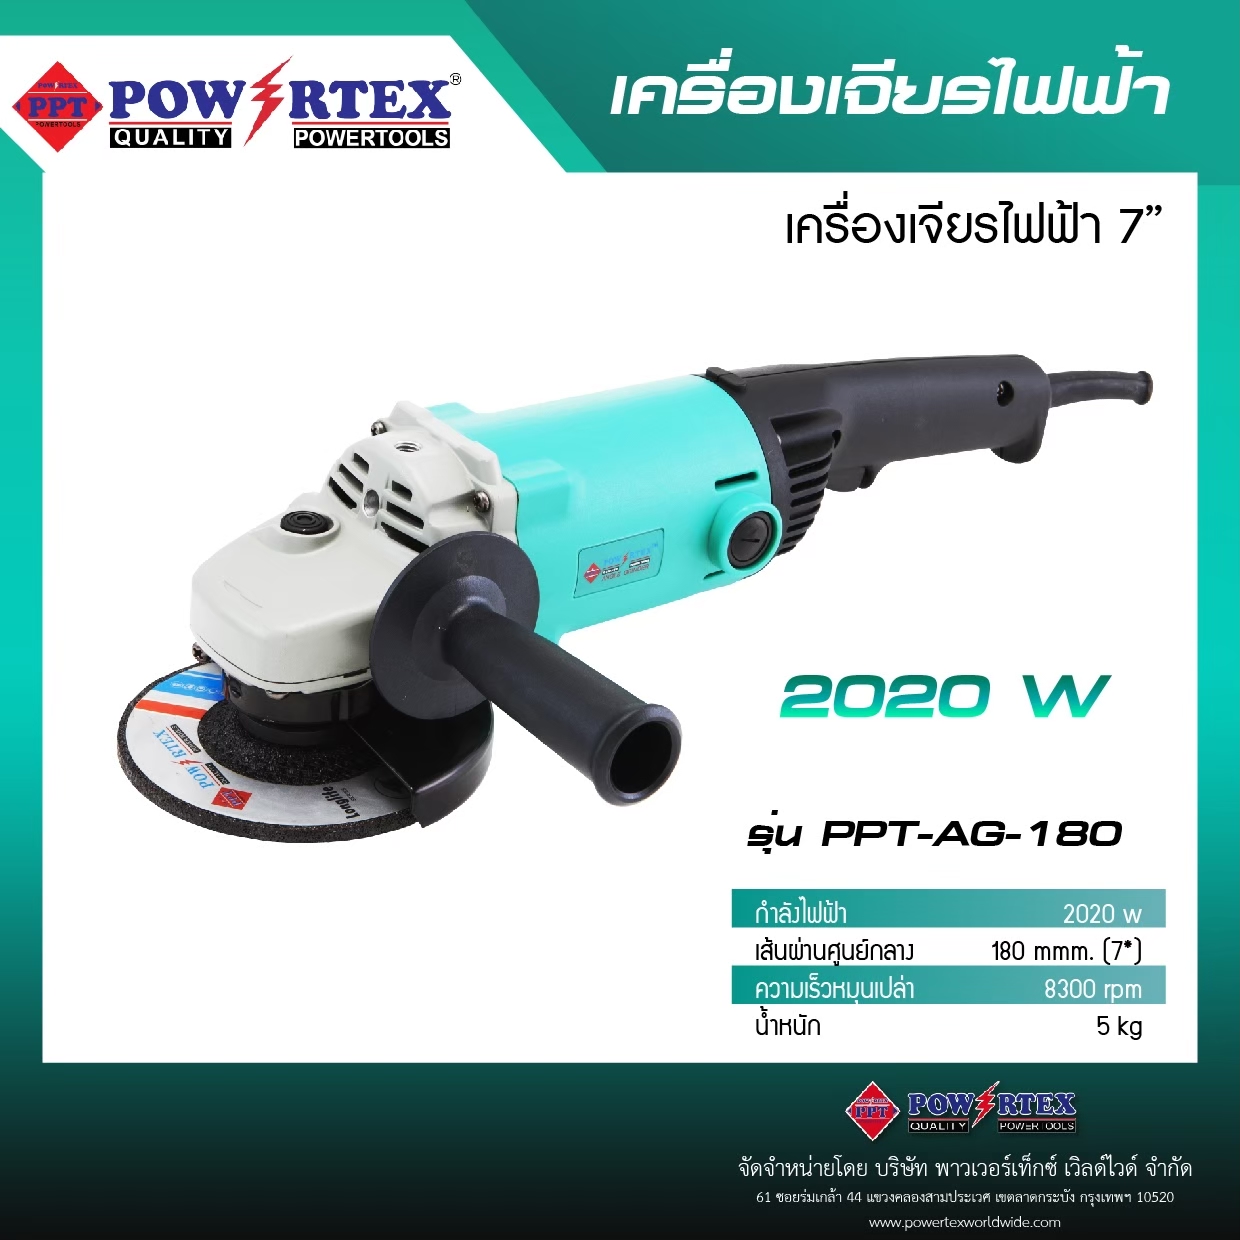 POWERTEX
PPT
POWERTOOLS
POWERTEX®
QUALITY POWERTOOLS
เครื่องเจียรไฟฟ้า
เครื่องเจียรไฟฟ้า 7”
POWERTEX
POWERTEX
PPT
Longlife
2020 W
รุ่น PPT-AG-180
กำลังไฟฟ้า 2020 w
เส้นผ่านศูนย์กลาง 180 mmm. (7*)
ความเร็วหมุนเปล่า 8300 rpm
น้ำหนัก 5 kg
PPT POWERTEX
QUALITY POWERTOOLS
จัดจำหน่ายโดย บริษัท พาวเวอร์เท็กซ์ เวิลด์ไวด์ จำกัด
61 ซอยร่มเกล้า 44 แขวงคลองสามประเวศ เขตลาดกระบัง กรุงเทพฯ 10520
www.powertexworldwide.com